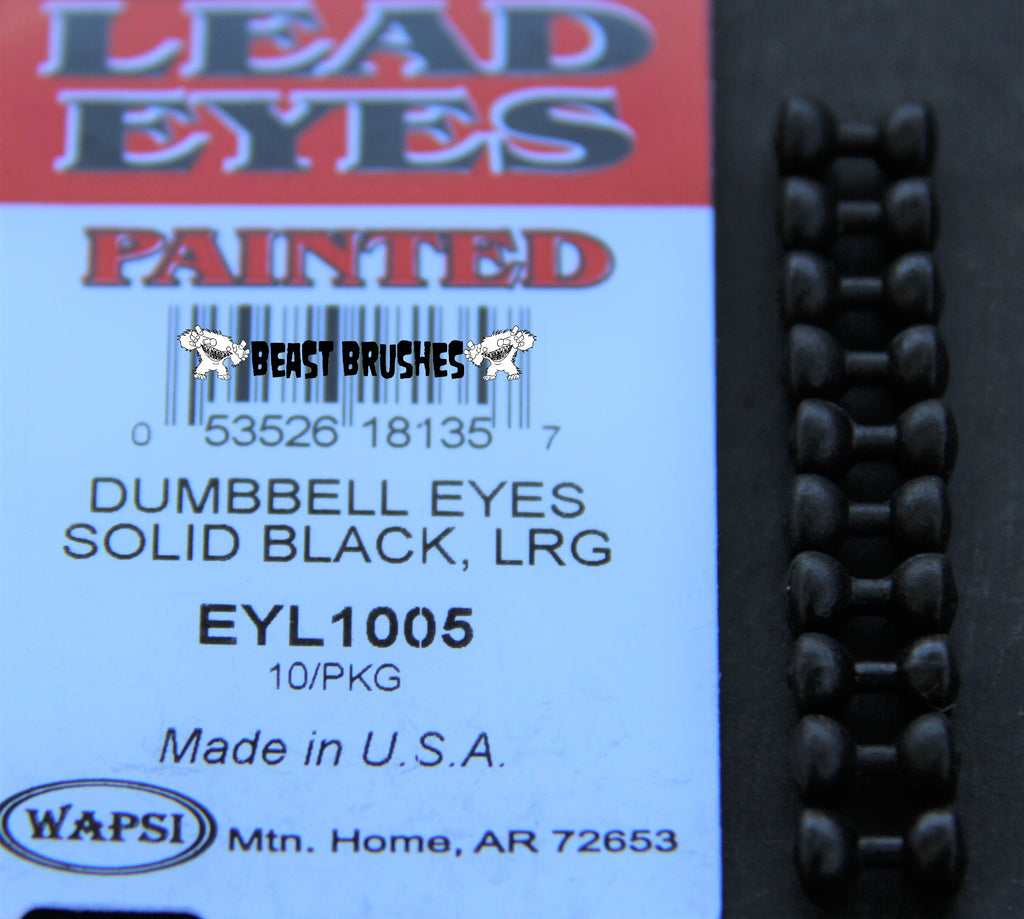 LEAD
EYES
PAINTED
BEAST BRUSHES
0 53526 18135 7
DUMBBELL EYES
SOLID BLACK, LRG
EYL1005
10/PKG
Made in U.S.A.
WAPSI Mtn. Home, AR 72653